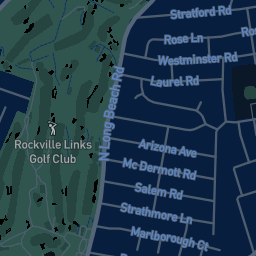 Stratford Rd
Rose Ln
Westminster Rd
Laurel Rd
N Long Beach Rd
Rockville Links
Golf Club
Arizona Ave
Mc Dermott Rd
Salem Rd
Strathmore Ln
Marlborough Ct